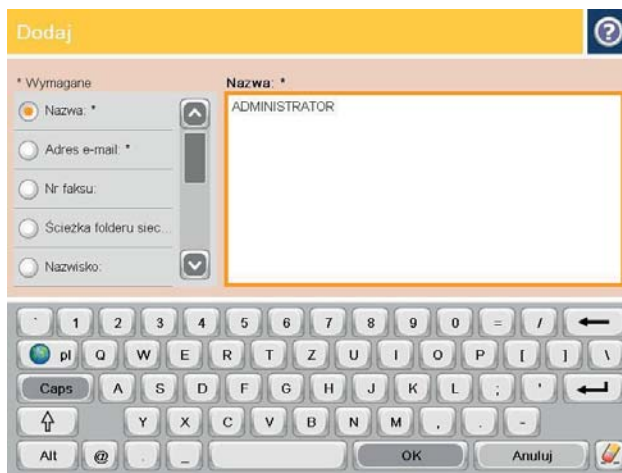 Dodaj
?
* Wymagane
Nazwa: *
Nazwa: *
ADMINISTRATOR
Adres e-mail: *
Nr faksu:
Ścieżka folderu siec...
Nazwisko:
` 1 2 3 4 5 6 7 8 9 0 = /
pl Q W E R T Z U I O P [ ] \
Caps A S D F G H J K L ; '
Y X C V B N M , . -
Alt @ . _ OK Anuluj